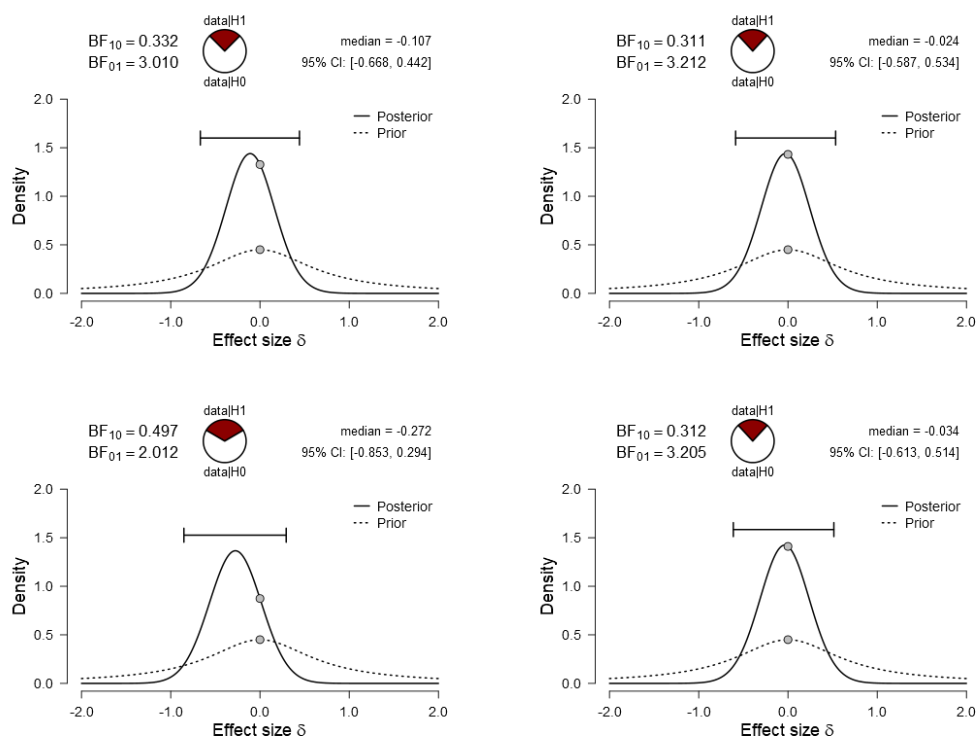 data|H1
BF10 = 0.332
BF01 = 3.010
data|H0
median = -0.107
95% CI: [-0.668, 0.442]
Posterior
Prior
Density
2.0
1.5
1.0
0.5
0.0
-2.0 -1.0 0.0 1.0 2.0
Effect size δ
data|H1
BF10 = 0.311
BF01 = 3.212
data|H0
median = -0.024
95% CI: [-0.587, 0.534]
Posterior
Prior
Density
2.0
1.5
1.0
0.5
0.0
-2.0 -1.0 0.0 1.0 2.0
Effect size δ
data|H1
BF10 = 0.497
BF01 = 2.012
data|H0
median = -0.272
95% CI: [-0.853, 0.294]
Posterior
Prior
Density
2.0
1.5
1.0
0.5
0.0
-2.0 -1.0 0.0 1.0 2.0
Effect size δ
data|H1
BF10 = 0.312
BF01 = 3.205
data|H0
median = -0.034
95% CI: [-0.613, 0.514]
Posterior
Prior
Density
2.0
1.5
1.0
0.5
0.0
-2.0 -1.0 0.0 1.0 2.0
Effect size δ